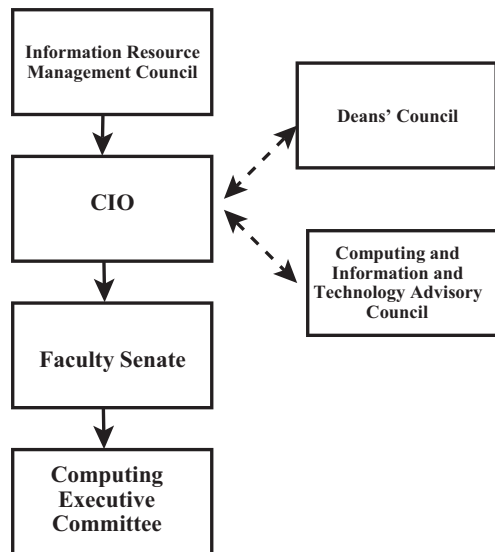 Information Resource
Management Council
Deans’ Council
CIO
Computing and
Information and
Technology Advisory
Council
Faculty Senate
Computing
Executive
Committee